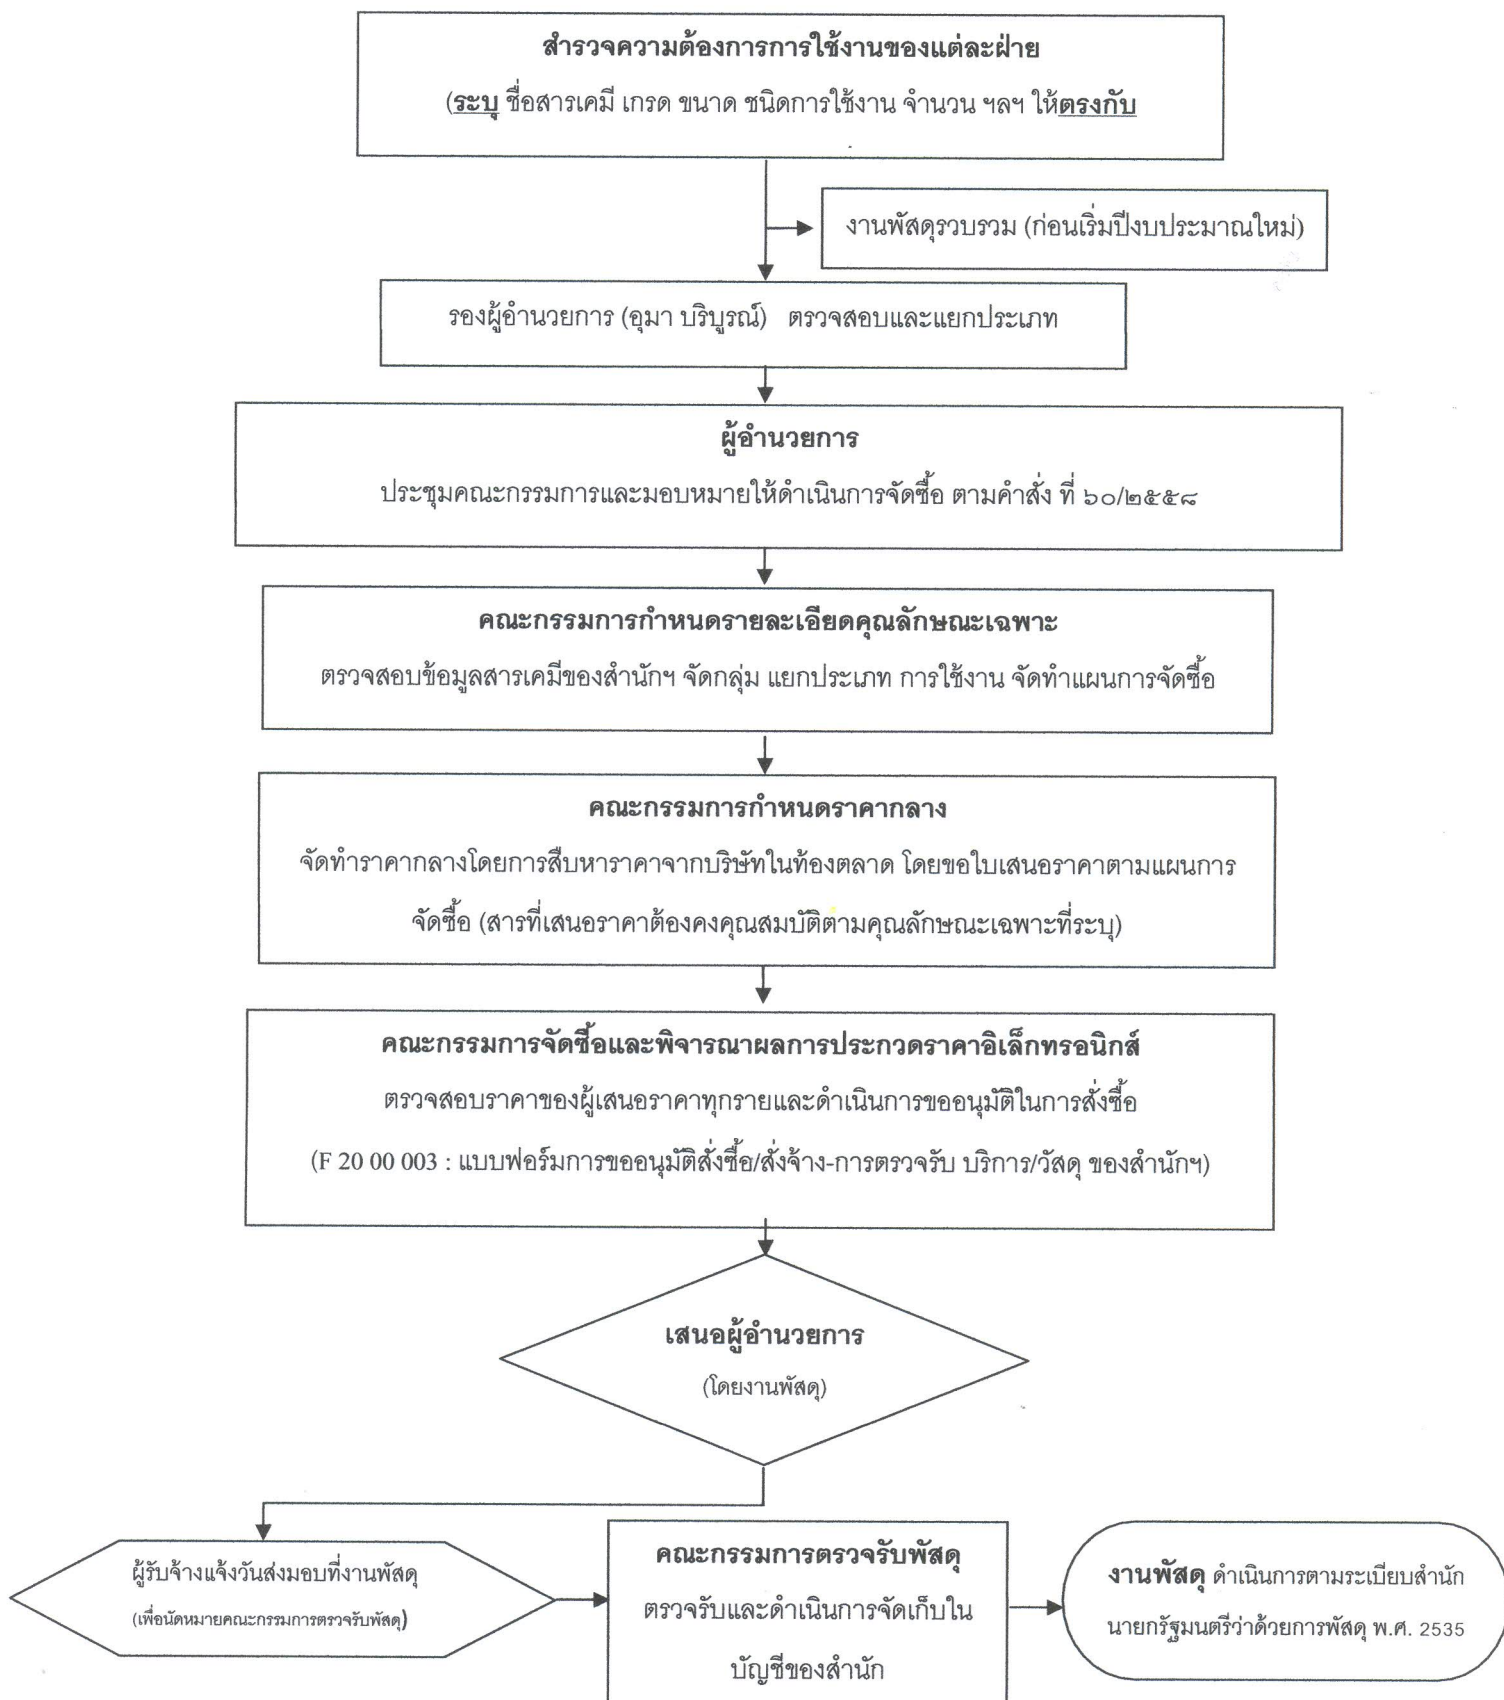 สำรวจความต้องการการใช้งานของแต่ละฝ่าย
(ระบุ ชื่อสารเคมี เกรด ขนาด ชนิดการใช้งาน จำนวน ฯลฯ ให้ตรงกับ
งานพัสดุรวบรวม (ก่อนเริ่มปีงบประมาณใหม่)
รองผู้อำนวยการ (อุมา บริบูรณ์) ตรวจสอบและแยกประเภท
ผู้อำนวยการ
ประชุมคณะกรรมการและมอบหมายให้ดำเนินการจัดซื้อ ตามคำสั่ง ที่ ๖๐/๒๕๕๘
คณะกรรมการกำหนดรายละเอียดคุณลักษณะเฉพาะ
ตรวจสอบข้อมูลสารเคมีของสำนักฯ จัดกลุ่ม แยกประเภท การใช้งาน จัดทำแผนการจัดซื้อ
คณะกรรมการกำหนดราคากลาง
จัดทำราคากลางโดยการสืบหาราคาจากบริษัทในท้องตลาด โดยขอใบเสนอราคาตามแผนการ
จัดซื้อ (สารที่เสนอราคาต้องคงคุณสมบัติตามคุณลักษณะเฉพาะที่ระบุ)
คณะกรรมการจัดซื้อและพิจารณาผลการประกวดราคาอิเล็กทรอนิกส์
ตรวจสอบราคาของผู้เสนอราคาทุกรายและดำเนินการขออนุมัติในการสั่งซื้อ
(F 20 00 003 : แบบฟอร์มการขออนุมัติสั่งซื้อ/สั่งจ้าง-การตรวจรับ บริการ/วัสดุ ของสำนักฯ)
เสนอผู้อำนวยการ
(โดยงานพัสดุ)
ผู้รับจ้างแจ้งวันส่งมอบที่งานพัสดุ
(เพื่อนัดหมายคณะกรรมการตรวจรับพัสดุ)
คณะกรรมการตรวจรับพัสดุ
ตรวจรับและดำเนินการจัดเก็บใน
บัญชีของสำนัก
งานพัสดุ ดำเนินการตามระเบียบสำนัก
นายกรัฐมนตรีว่าด้วยการพัสดุ พ.ศ. 2535